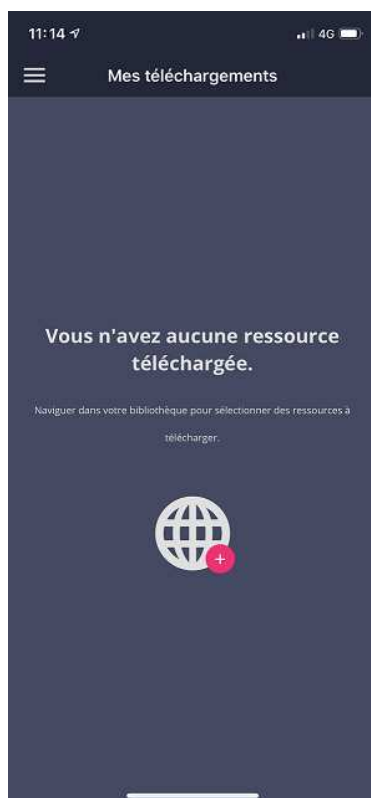 11:14 4G
Mes téléchargements
Vous n'avez aucune ressource
téléchargée.
Naviguer dans votre bibliothèque pour sélectionner des ressources à
télécharger.
+